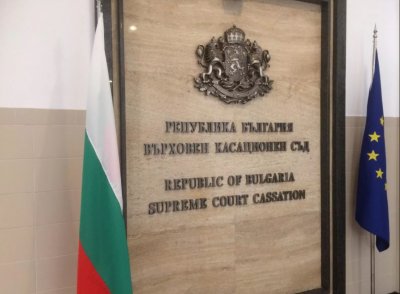 РЕПУБЛИКА БЪЛГАРИЯ
ВЪРХОВЕН КАСАЦИОНЕН СЪД
REPUBLIC OF BULGARIA
SUPREME COURT CASSATION